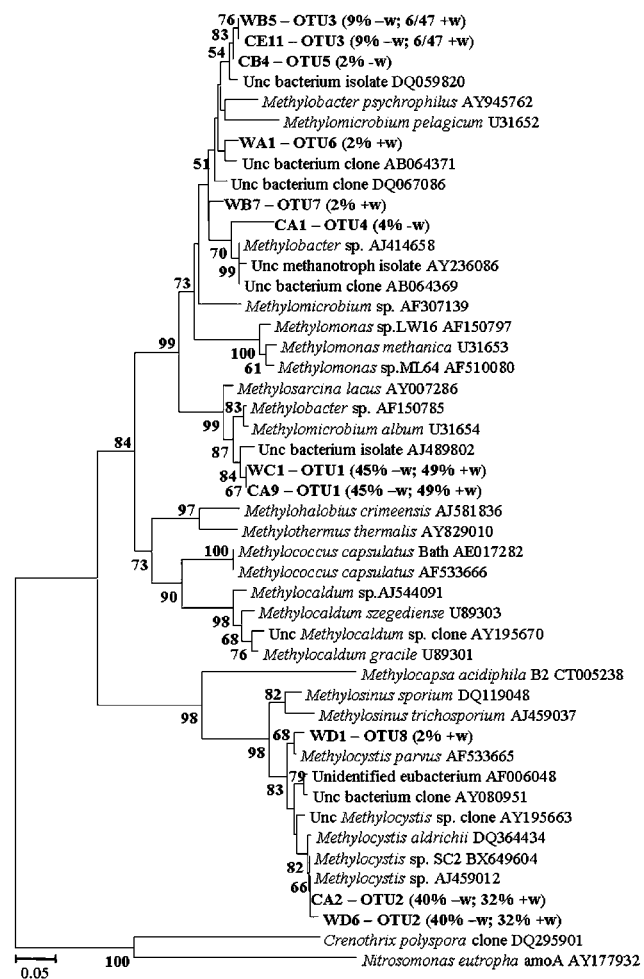 76 WB5 – OTU3 (9% –w; 6/47 +w)
83 CE11 – OTU3 (9% –w; 6/47 +w)
54 CB4 – OTU5 (2% -w)
Unc bacterium isolate DQ059820
Methylobacter psychrophilus AY945762
Methylomicrobium pelagicum U31652
WA1 – OTU6 (2% +w)
51 Unc bacterium clone AB064371
Unc bacterium clone DQ067086
WB7 – OTU7 (2% +w)
CA1 – OTU4 (4% -w)
70 Methylobacter sp. AJ414658
99 Unc methanotroph isolate AY236086
Unc bacterium clone AB064369
73 Methylomicrobium sp. AF307139
Methylomonas sp.LW16 AF150797
99 100 Methylomonas methanica U31653
61 Methylomonas sp.ML64 AF510080
Methylosarcina lacus AY007286
83 Methylobacter sp. AF150785
99 Methylomicrobium album U31654
84 87 Unc bacterium isolate AJ489802
84 WC1 – OTU1 (45% –w; 49% +w)
67 CA9 – OTU1 (45% –w; 49% +w)
97 Methylohalobius crimeensis AJ581836
Methylothermus thermalis AY829010
73 100 Methylococcus capsulatus Bath AE017282
Methylococcus capsulatus AF533666
90 Methylocaldum sp.AJ544091
98 Methylocaldum szegediense U89303
68 Unc Methylocaldum sp. clone AY195670
76 Methylocaldum gracile U89301
Methylocapsa acidiphila B2 CT005238
98 82 Methylosinus sporium DQ119048
Methylosinus trichosporium AJ459037
68 WD1 – OTU8 (2% +w)
98 Methylocystis parvus AF533665
79 Unidentified eubacterium AF006048
83 Unc bacterium clone AY080951
Unc Methylocystis sp. clone AY195663
Methylocystis aldrichii DQ364434
82 Methylocystis sp. SC2 BX649604
66 Methylocystis sp. AJ459012
CA2 – OTU2 (40% –w; 32% +w)
WD6 – OTU2 (40% –w; 32% +w)
Crenothrix polyspora clone DQ295901
100 Nitrosomonas eutropha amoA AY177932
0.05